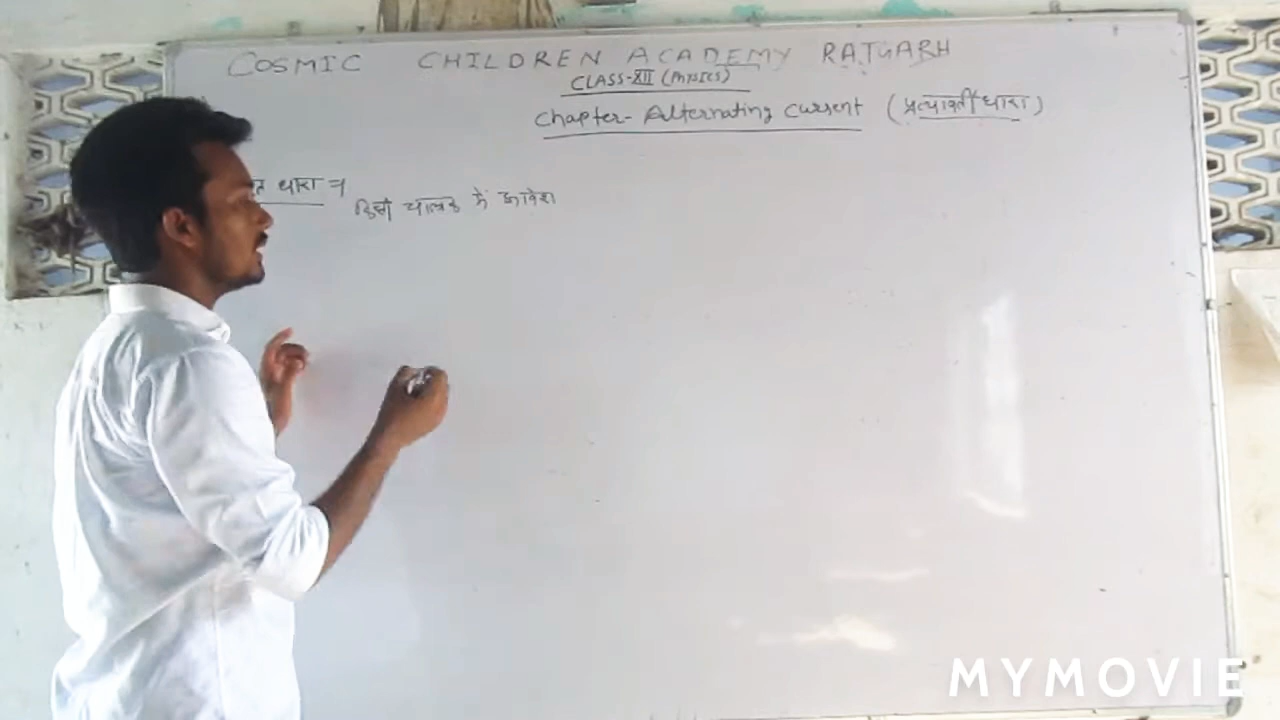 COSMIC CHILDREN ACADEMY RAJGARH
CLASS-XII (PHYSICS)
Chapter- Alternating Current (प्रत्यावर्ती धारा)
धारा ⇒
किसी चालक में आवेश
MYMOVIE